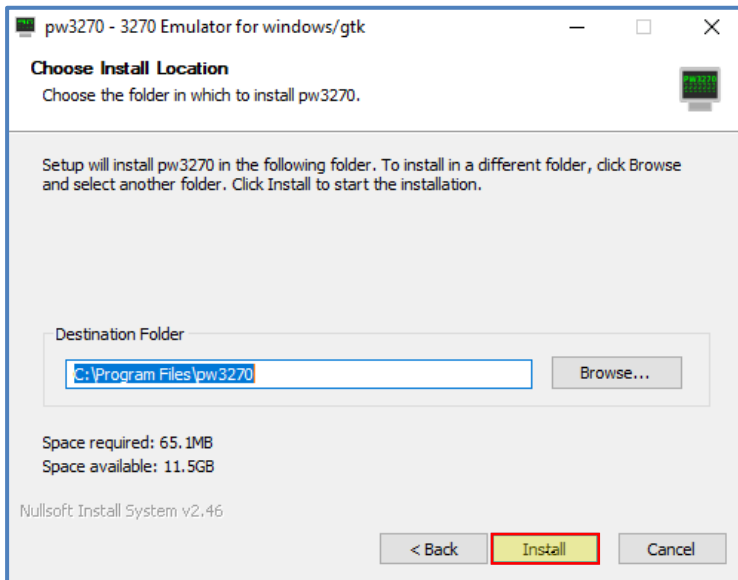 pw3270 - 3270 Emulator for windows/gtk
Choose Install Location
Choose the folder in which to install pw3270.
PW3270
Setup will install pw3270 in the following folder. To install in a different folder, click Browse
and select another folder. Click Install to start the installation.
Destination Folder
C:\Program Files\pw3270
Browse...
Space required: 65.1MB
Space available: 11.5GB
Nullsoft Install System v2.46
< Back
Install
Cancel